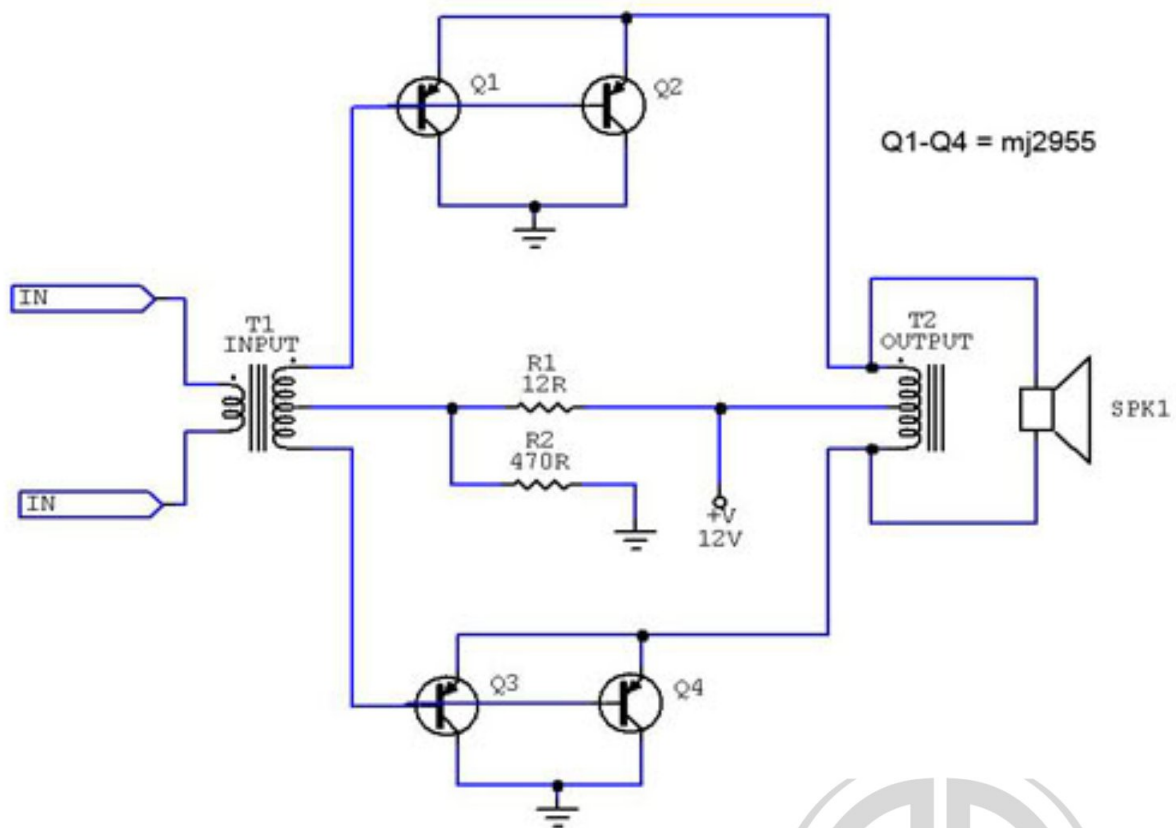 Q1
Q2
Q1-Q4 = mj2955
IN
T1
INPUT
T2
OUTPUT
R1
12R
SPK1
R2
470R
IN
+V
12V
Q3
Q4